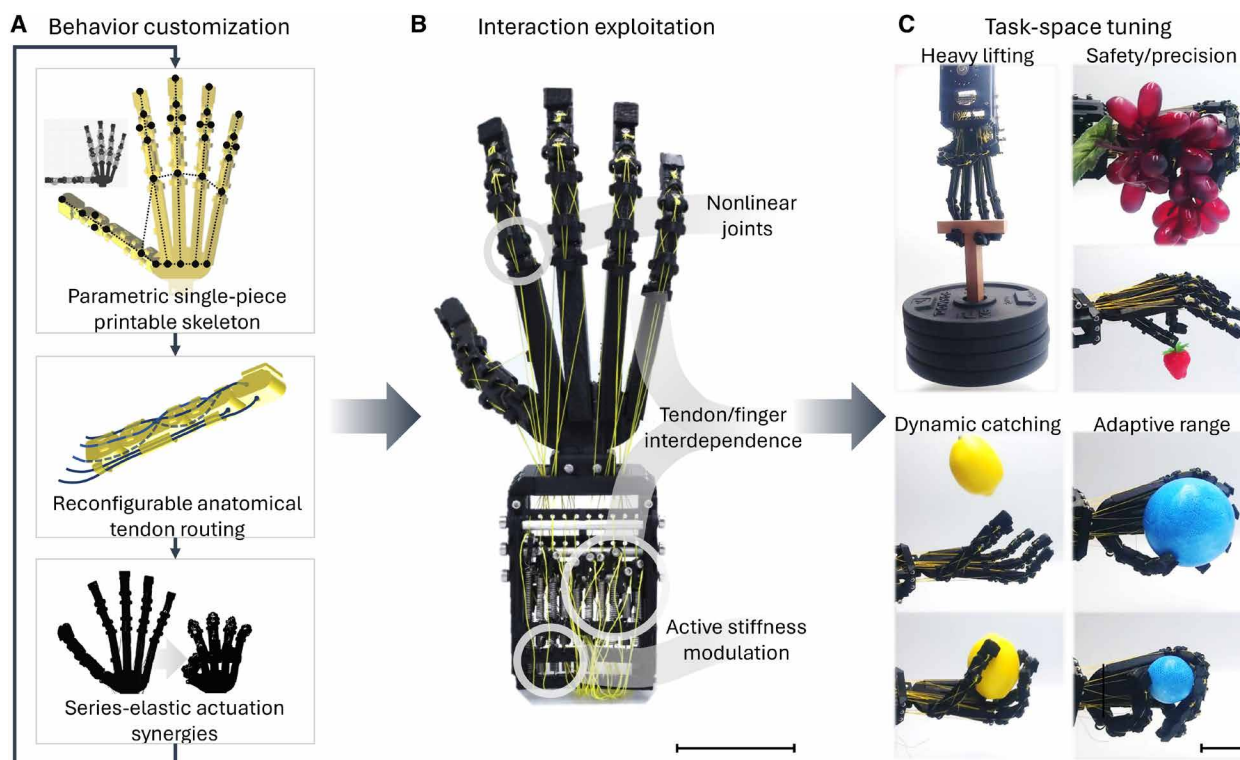 A Behavior customization
Parametric single-piece
printable skeleton
Reconfigurable anatomical
tendon routing
Series-elastic actuation
synergies
B Interaction exploitation
Nonlinear
joints
Tendon/finger
interdependence
Active stiffness
modulation
C Task-space tuning
Heavy lifting
Safety/precision
Dynamic catching
Adaptive range